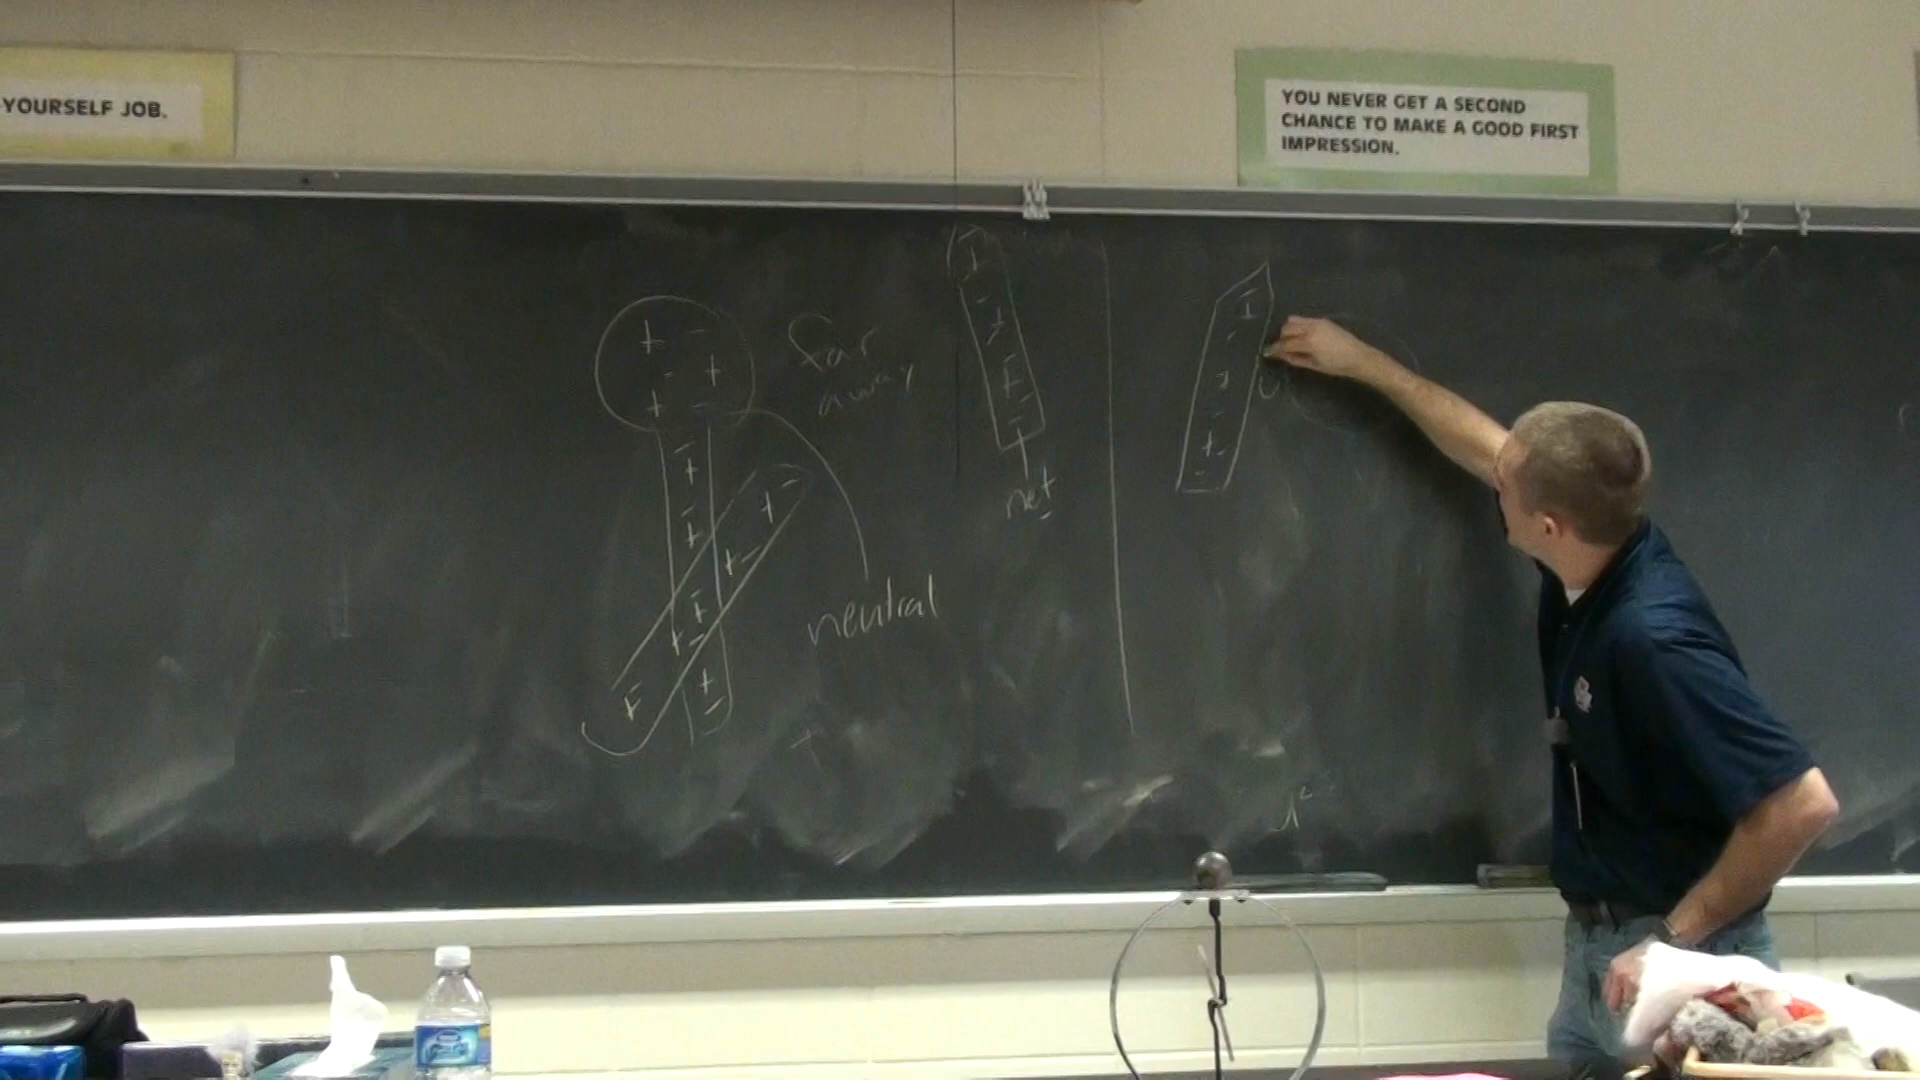 -YOURSELF JOB.
YOU NEVER GET A SECOND
CHANCE TO MAKE A GOOD FIRST
IMPRESSION.
far
away
net
neutral